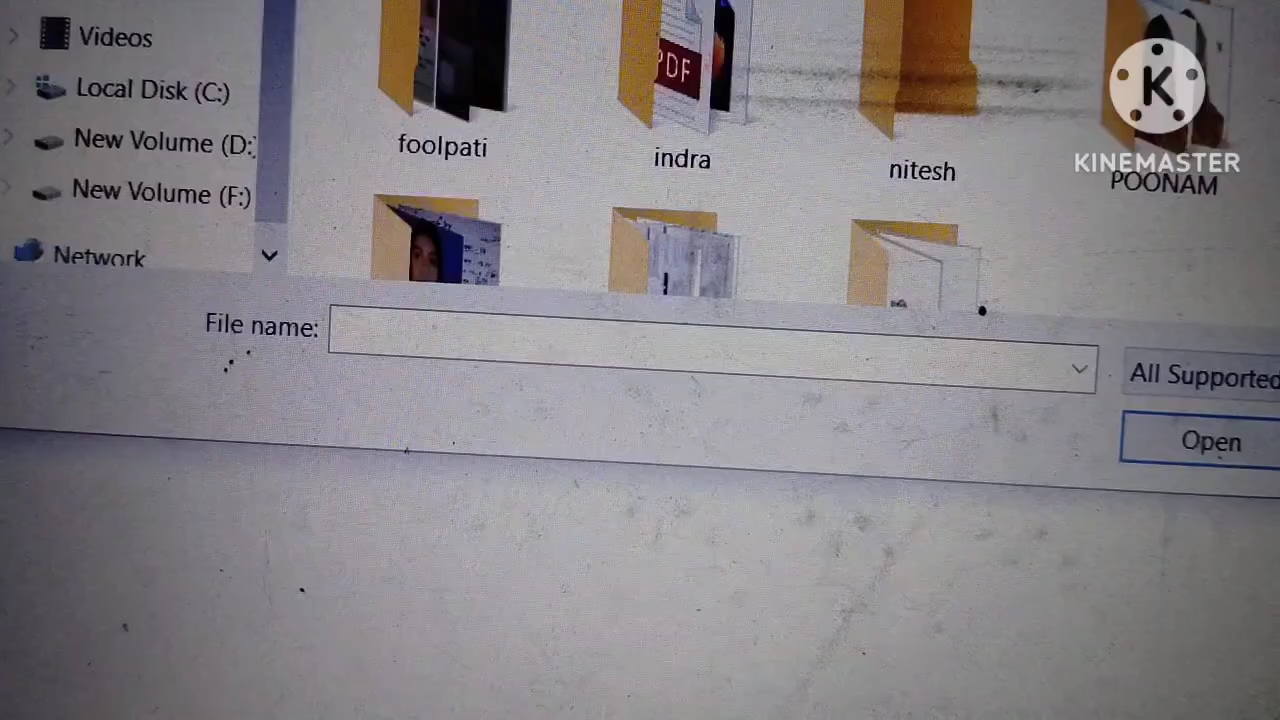 Videos
Local Disk (C:)
New Volume (D:)
New Volume (F:)
Network
PDF
foolpati
indra
nitesh
POONAM
K
KINEMASTER
File name:
All Supported
Open